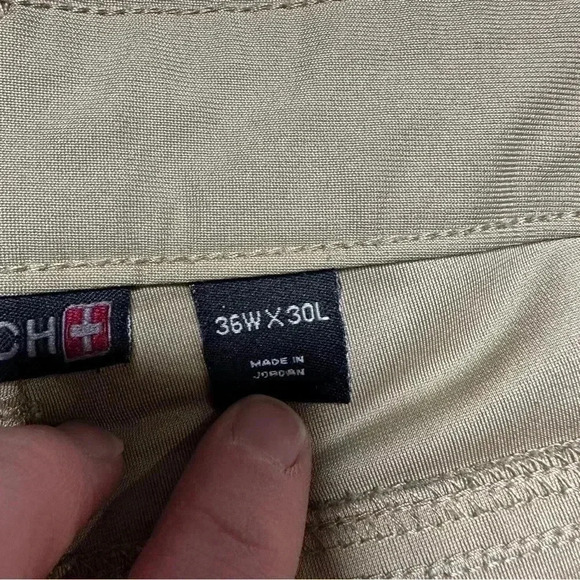 CH
36W X 30L
MADE IN
JORDAN